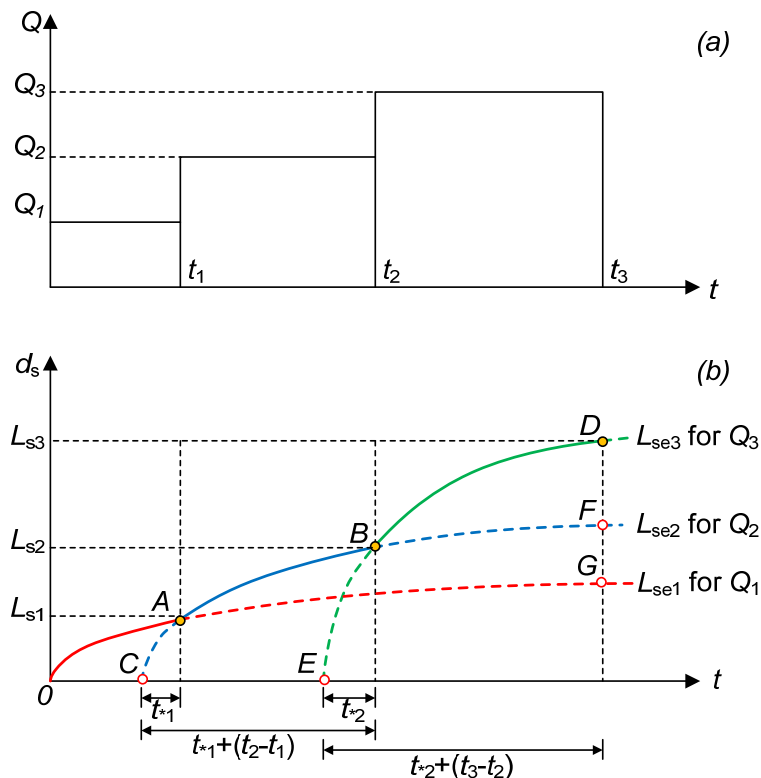 Q
(a)
Q3
Q2
Q1
t1
t2
t3
t
ds
(b)
Ls3
D
Lse3 for Q3
F
Ls2
B
Lse2 for Q2
G
Lse1 for Q1
Ls1
A
C
E
0
t
t*1
t*2
t*1+(t2-t1)
t*2+(t3-t2)